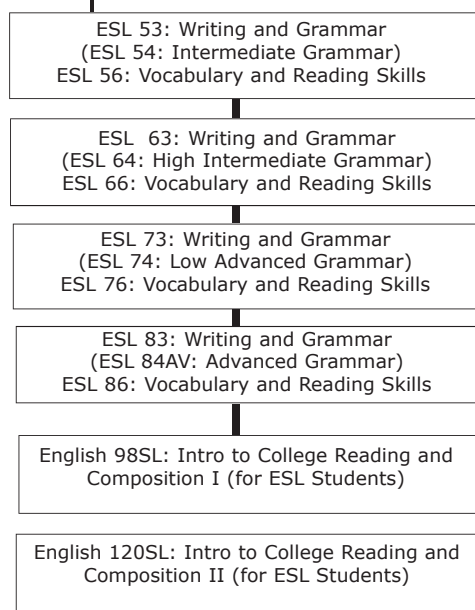 ESL 53: Writing and Grammar
(ESL 54: Intermediate Grammar)
ESL 56: Vocabulary and Reading Skills
ESL 63: Writing and Grammar
(ESL 64: High Intermediate Grammar)
ESL 66: Vocabulary and Reading Skills
ESL 73: Writing and Grammar
(ESL 74: Low Advanced Grammar)
ESL 76: Vocabulary and Reading Skills
ESL 83: Writing and Grammar
(ESL 84AV: Advanced Grammar)
ESL 86: Vocabulary and Reading Skills
English 98SL: Intro to College Reading and
Composition I (for ESL Students)
English 120SL: Intro to College Reading and
Composition II (for ESL Students)